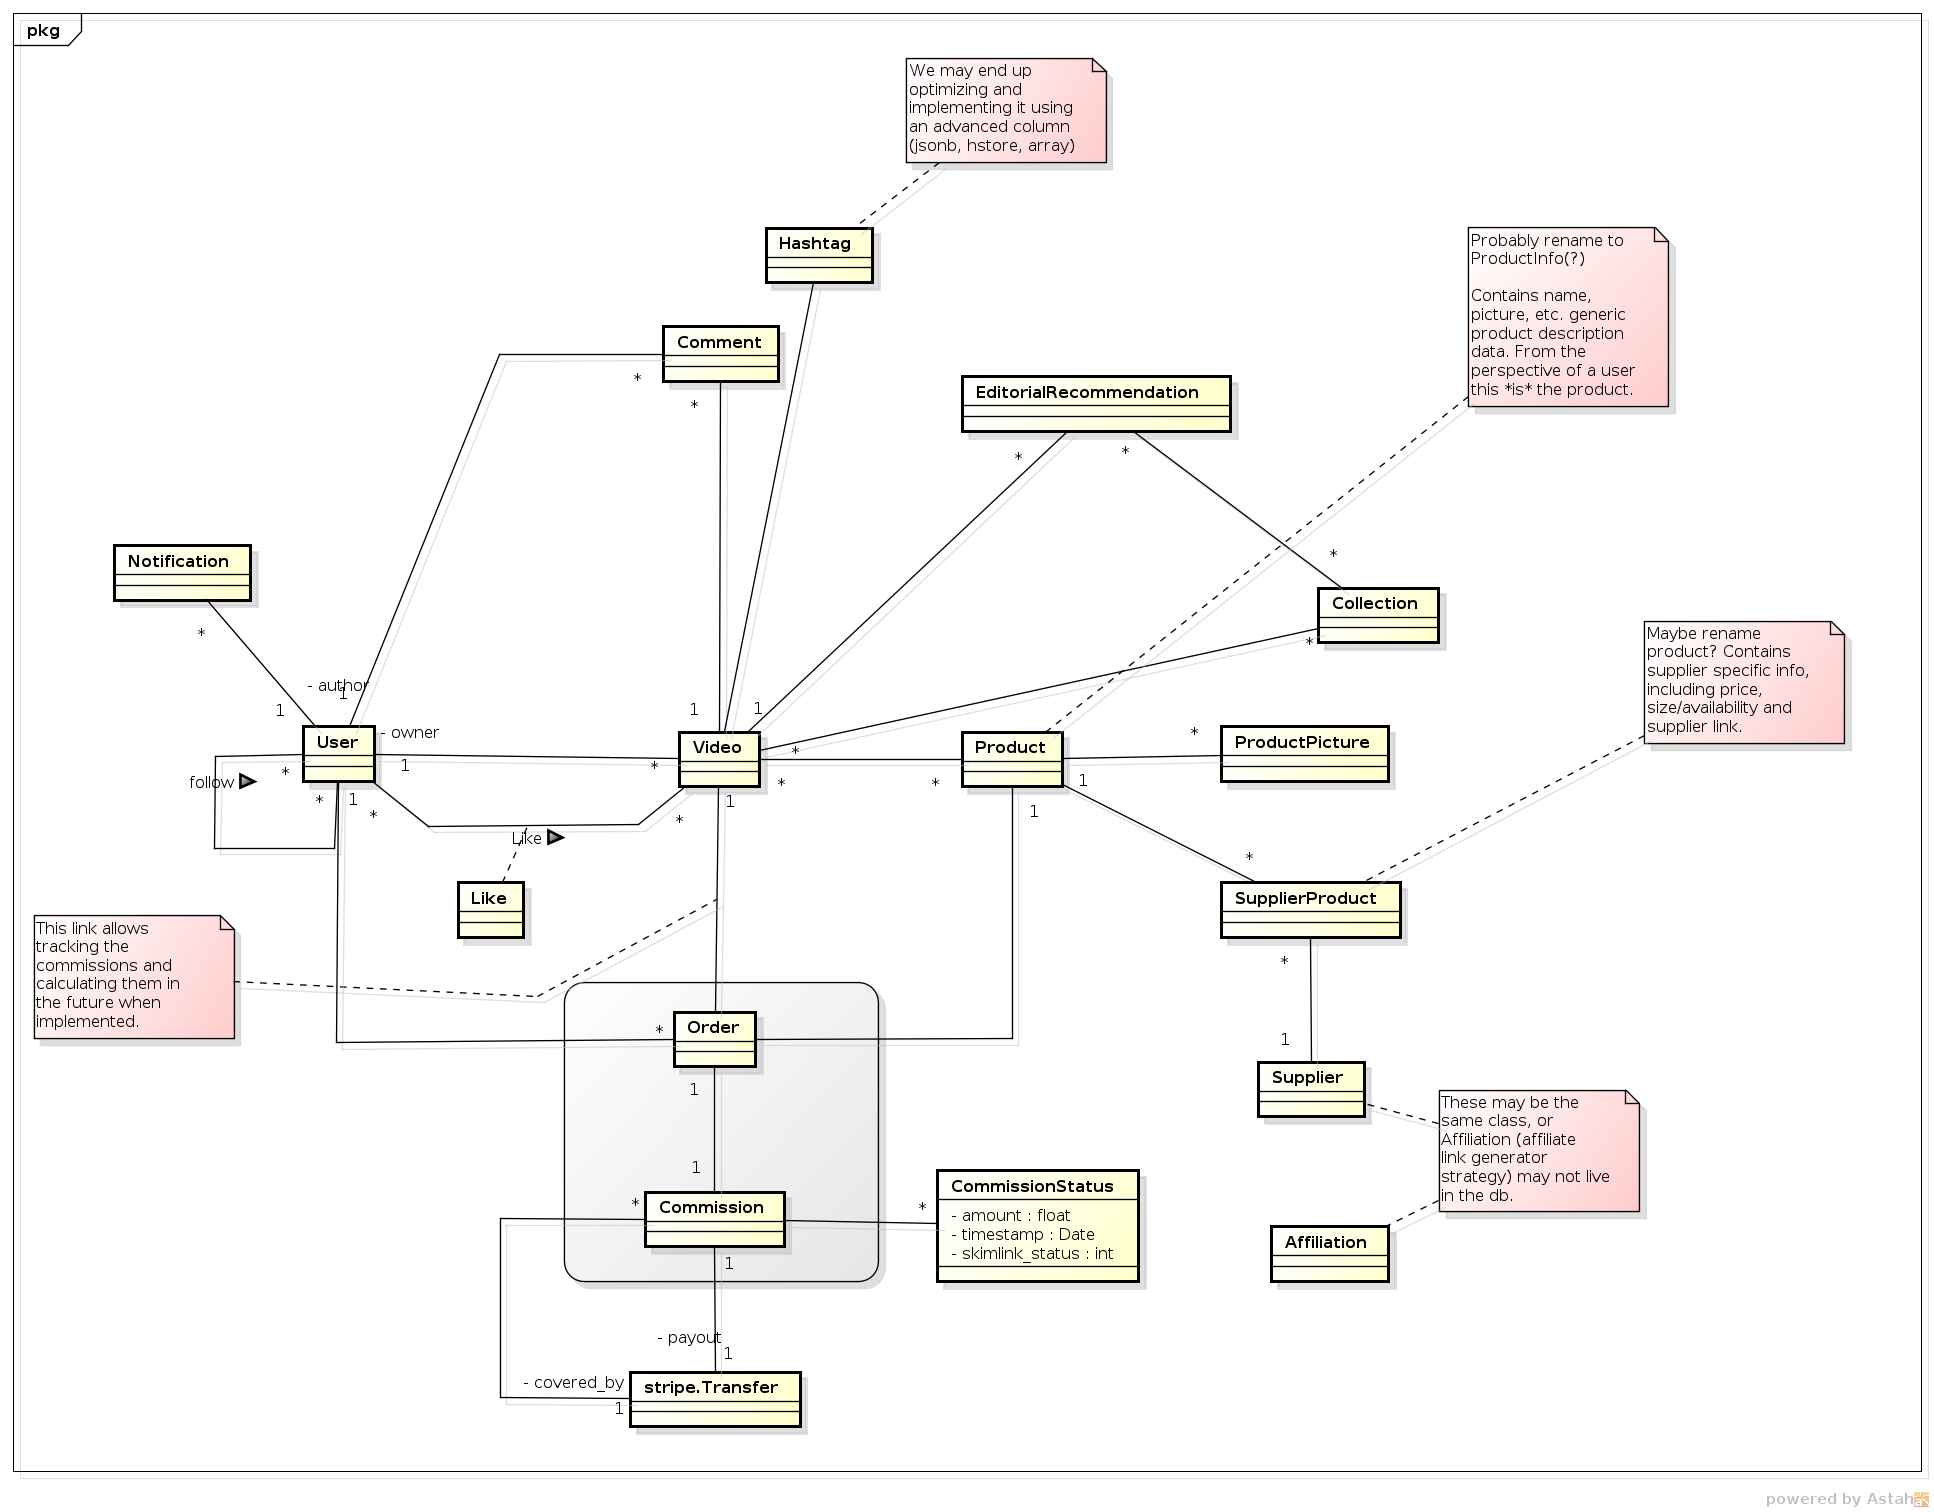 pkg
We may end up
optimizing and
implementing it using
an advanced column
(jsonb, hstore, array)
Hashtag
Probably rename to
ProductInfo(?)
Contains name,
picture, etc. generic
product description
data. From the
perspective of a user
this *is* the product.
Comment
*
*
EditorialRecommendation
*
*
Notification
*
*
Collection
*
Maybe rename
product? Contains
supplier specific info,
including price,
size/availability and
supplier link.
- author
1
1
1
1
User
- owner
1
*
Video
*
*
*
Product
1
*
ProductPicture
follow
*
*
1
*
*
1
1
Like
*
Like
SupplierProduct
*
This link allows
tracking the
commissions and
calculating them in
the future when
implemented.
*
Order
1
1
Supplier
These may be the
same class, or
Affiliation (affiliate
link generator
strategy) may not live
in the db.
1
*
Commission
*
CommissionStatus
- amount : float
- timestamp : Date
- skimlink_status : int
Affiliation
1
- payout
1
- covered_by
1
stripe.Transfer
powered by Astah